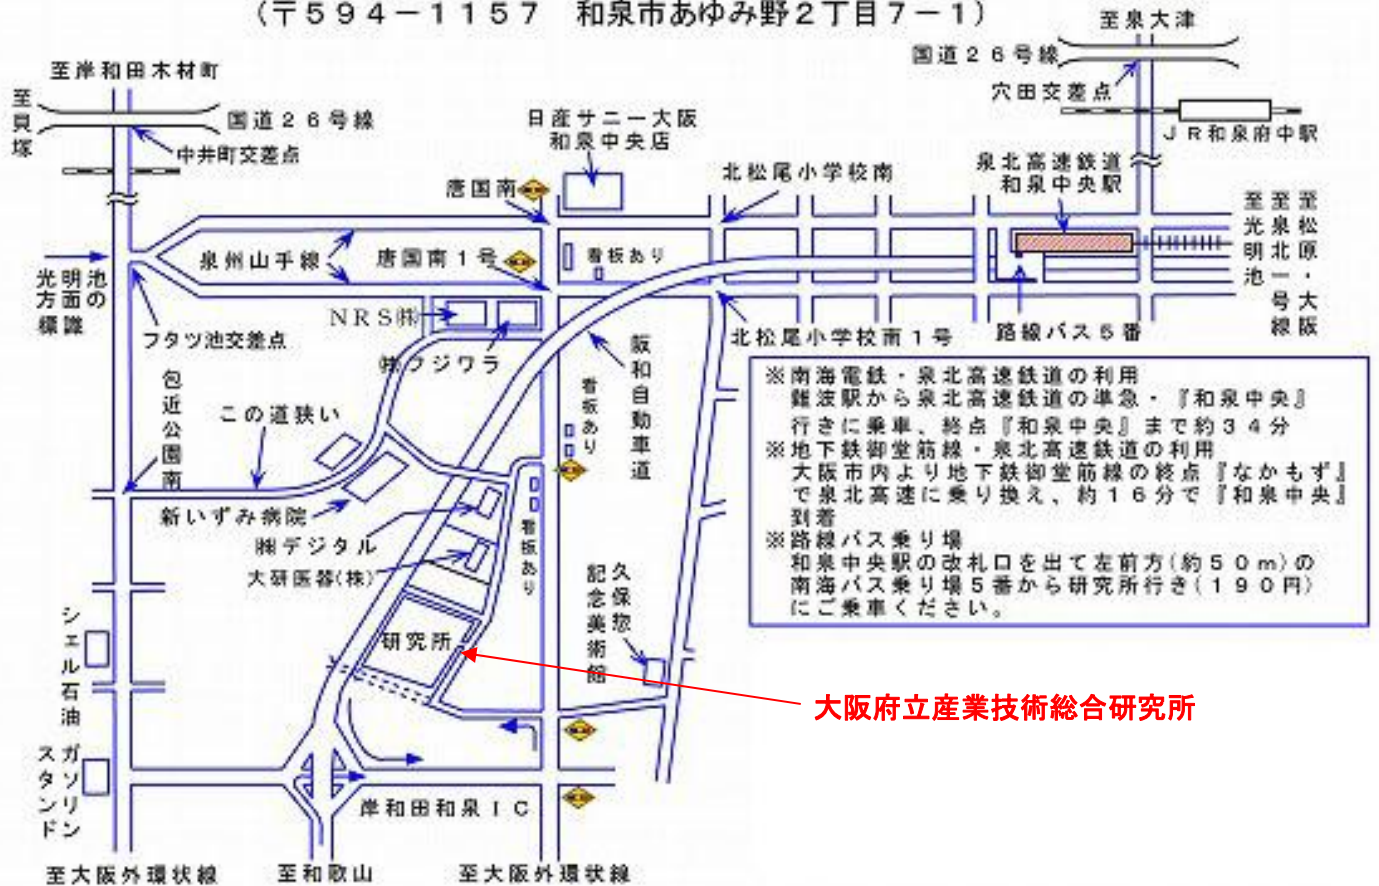 (〒594-1157 和泉市あゆみ野2丁目7-1)
至泉大津
国道26号線
穴田交差点
JR和泉府中駅
至岸和田木材町
至貝塚
国道26号線
中井町交差点
日産サニー大阪
和泉中央店
北松尾小学校南
泉北高速鉄道
和泉中央駅
唐国南
至光明池
至泉北一号線
至松原・大阪
泉州山手線
唐国南1号
看板あり
光明池
方面の
標識
NRS㈱
フタツ池交差点
㈱フジワラ
阪和自動車道
北松尾小学校南1号
路線バス5番
包近公園南
この道狭い
看板あり
※南海電鉄・泉北高速鉄道の利用
難波駅から泉北高速鉄道の準急・『和泉中央』
行きに乗車、終点『和泉中央』まで約34分
※地下鉄御堂筋線・泉北高速鉄道の利用
大阪市内より地下鉄御堂筋線の終点『なかもず』
で泉北高速に乗り換え、約16分で『和泉中央』
到着
※路線バス乗り場
和泉中央駅の改札口を出て左前方(約50m)の
南海バス乗り場5番から研究所行き(190円)
にご乗車ください。
新いずみ病院
㈱デジタル
大研医器(株)
看板あり
久保惣
記念美術館
シェル石油
研究所
大阪府立産業技術総合研究所
ガソリン
スタンド
岸和田和泉IC
至大阪外環状線
至和歌山
至大阪外環状線